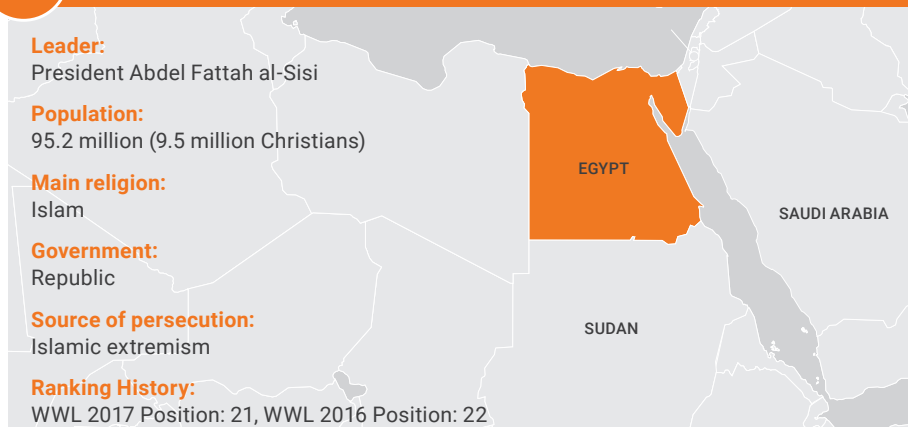 Leader:
President Abdel Fattah al-Sisi
Population:
95.2 million (9.5 million Christians)
Main religion:
Islam
Government:
Republic
Source of persecution:
Islamic extremism
Ranking History:
WWL 2017 Position: 21, WWL 2016 Position: 22
EGYPT
SAUDI ARABIA
SUDAN